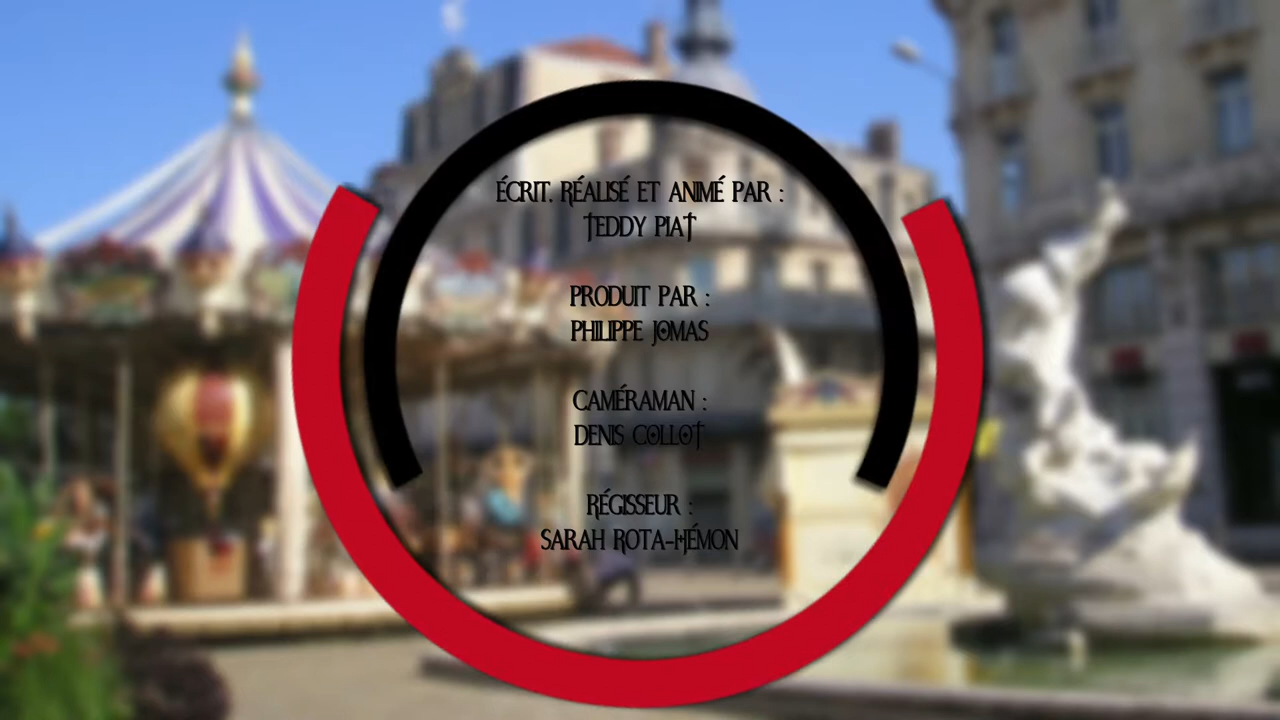 ÉCRIT, RÉALISÉ ET ANIMÉ PAR :
TEDDY PIAT
PRODUIT PAR :
PHILIPPE JOMAS
CAMÉRAMAN :
DENIS COLLOT
RÉGISSEUR :
SARAH ROTA-HÉMON